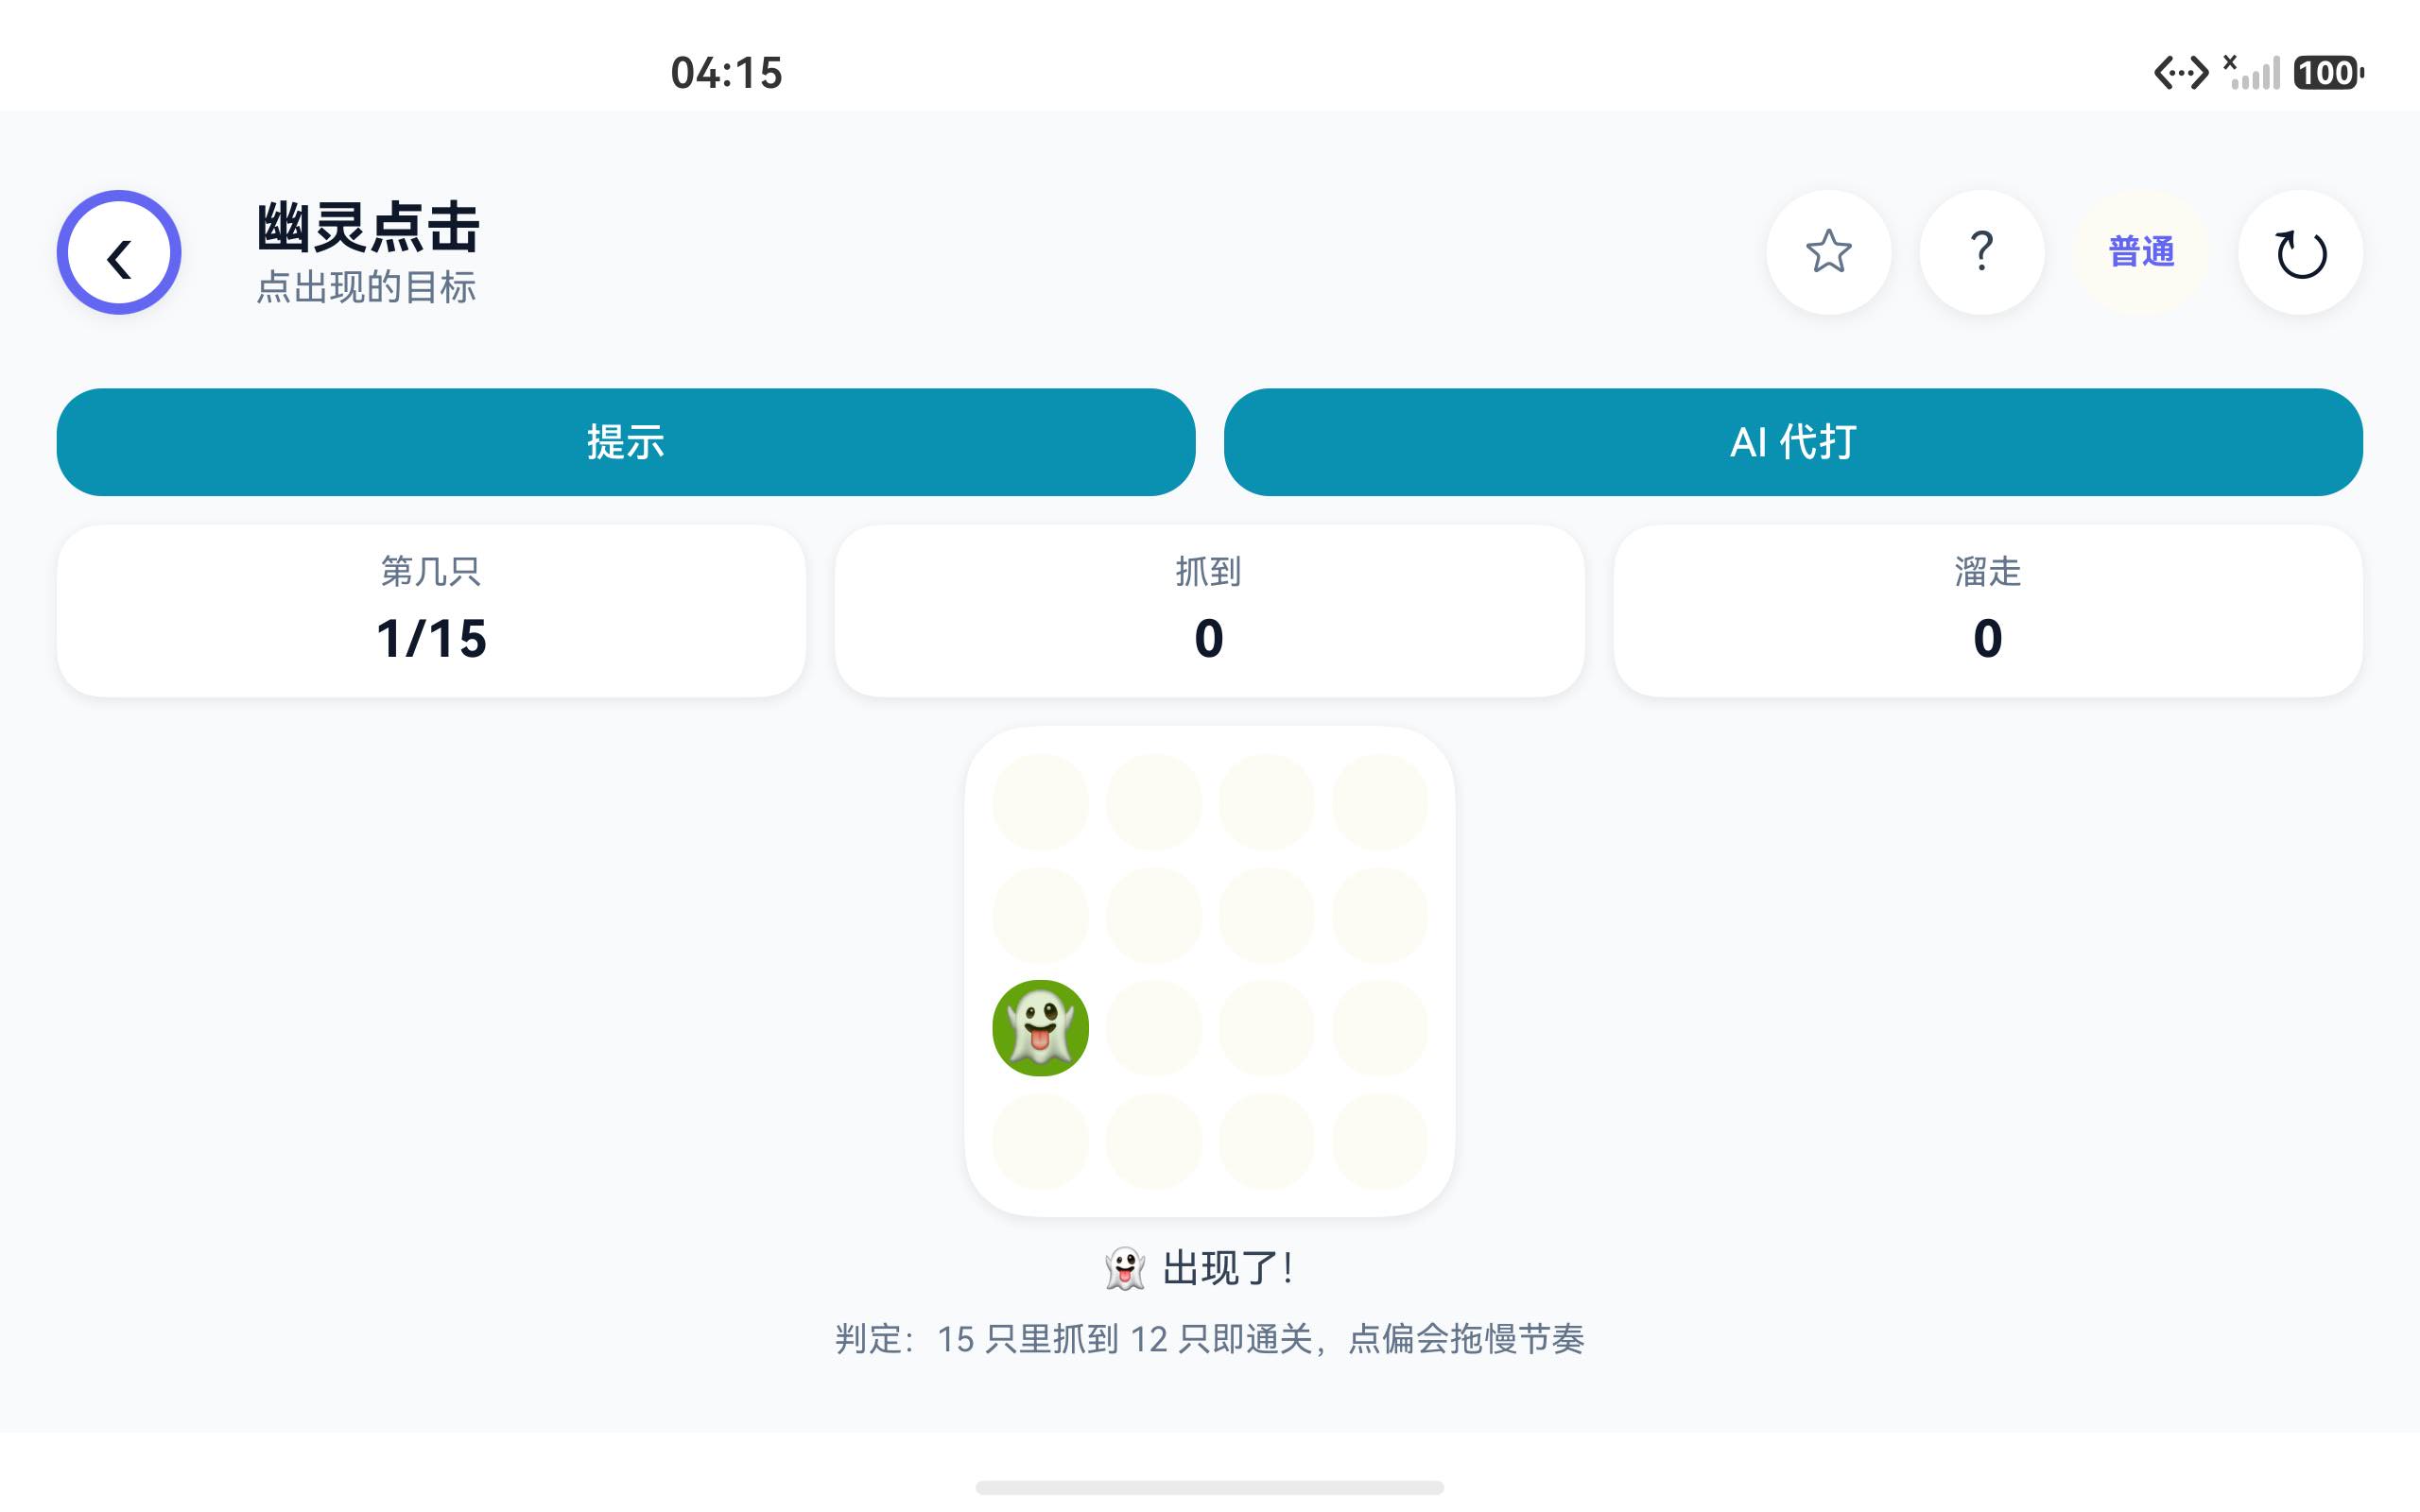 04:15
100
幽灵点击
点出现的目标
?
普通
提示
AI 代打
第几只
1/15
抓到
0
溜走
0
👻 出现了!
判定：15 只里抓到 12 只即通关，点偏会拖慢节奏